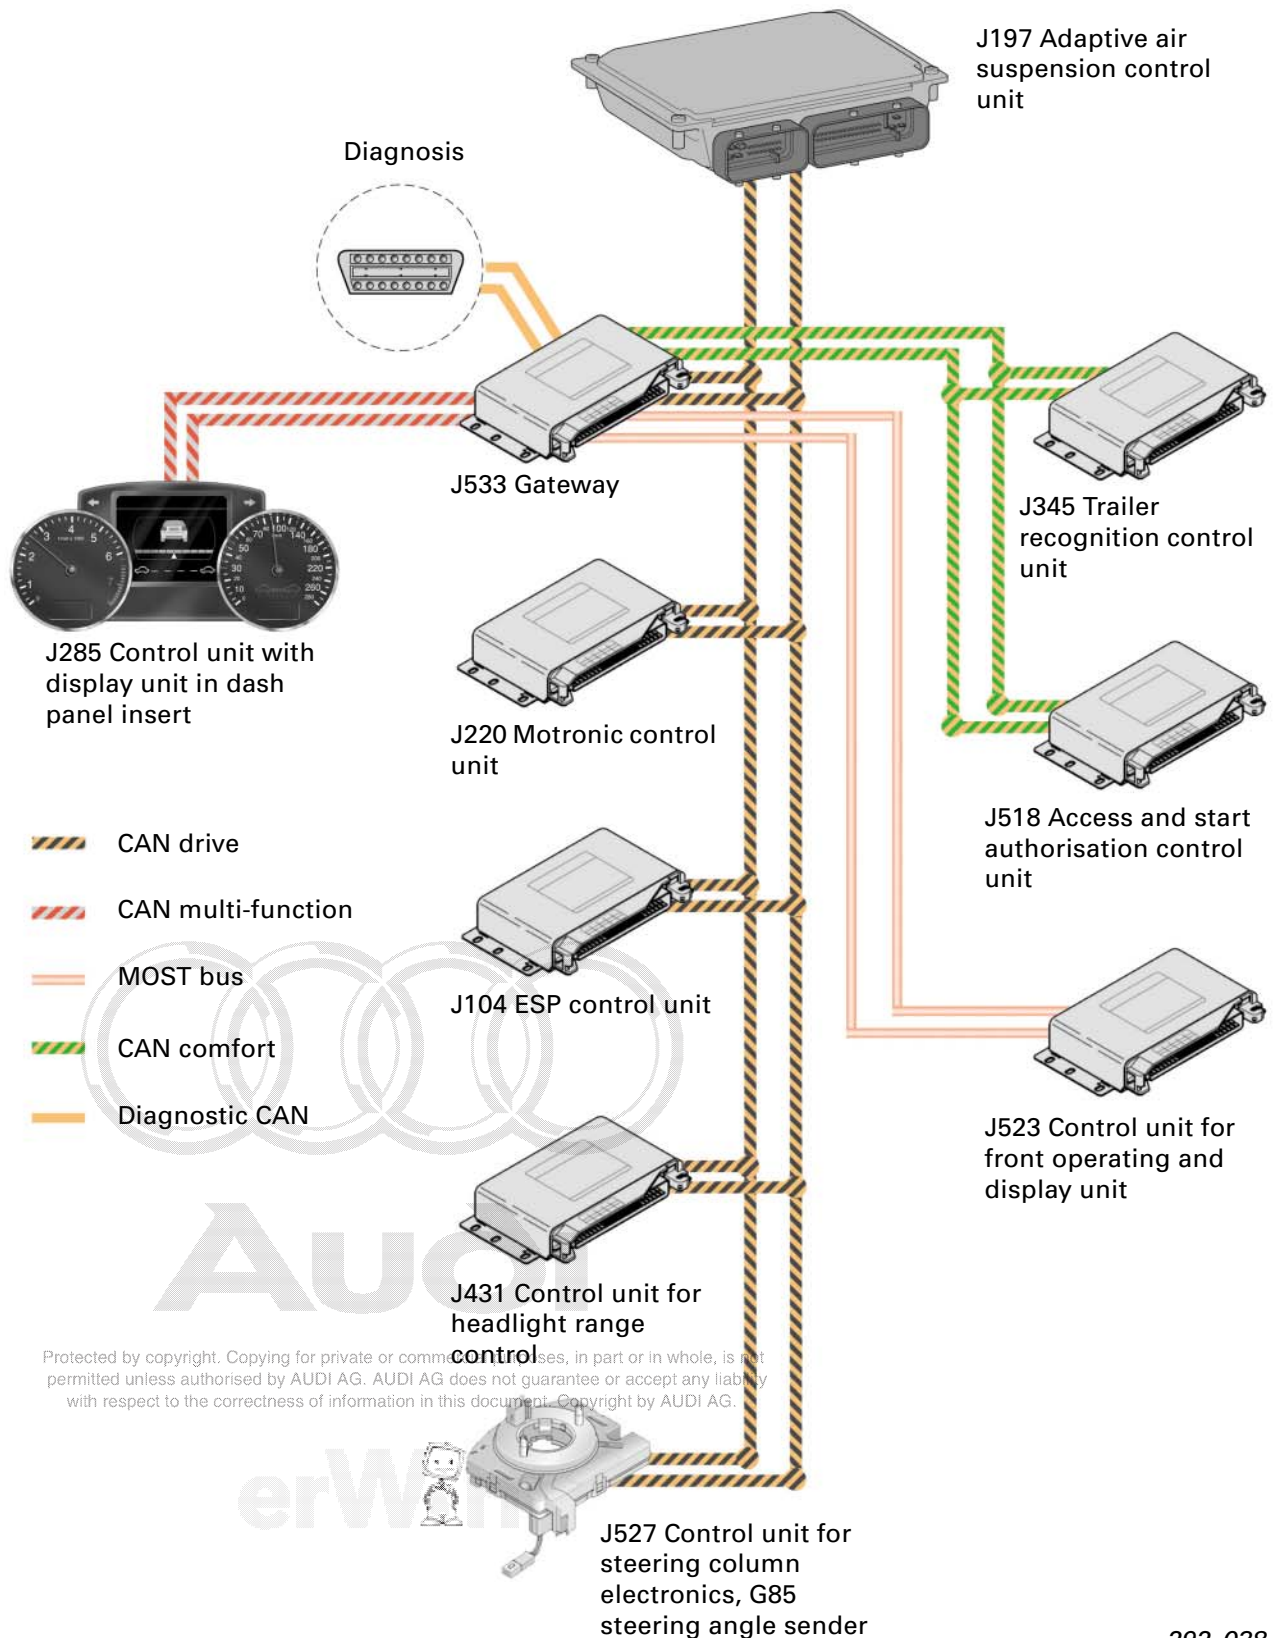 J197 Adaptive air
suspension control
unit
Diagnosis
J533 Gateway
J345 Trailer
recognition control
unit
J285 Control unit with
display unit in dash
panel insert
J220 Motronic control
unit
J518 Access and start
authorisation control
unit
CAN drive
CAN multi-function
MOST bus
CAN comfort
Diagnostic CAN
J104 ESP control unit
J523 Control unit for
front operating and
display unit
J431 Control unit for
headlight range
control
Audi
Protected by copyright. Copying for private or commercial purposes, in part or in whole, is not
permitted unless authorised by AUDI AG. AUDI AG does not guarantee or accept any liability
with respect to the correctness of information in this document. Copyright by AUDI AG.
erWin
J527 Control unit for
steering column
electronics, G85
steering angle sender